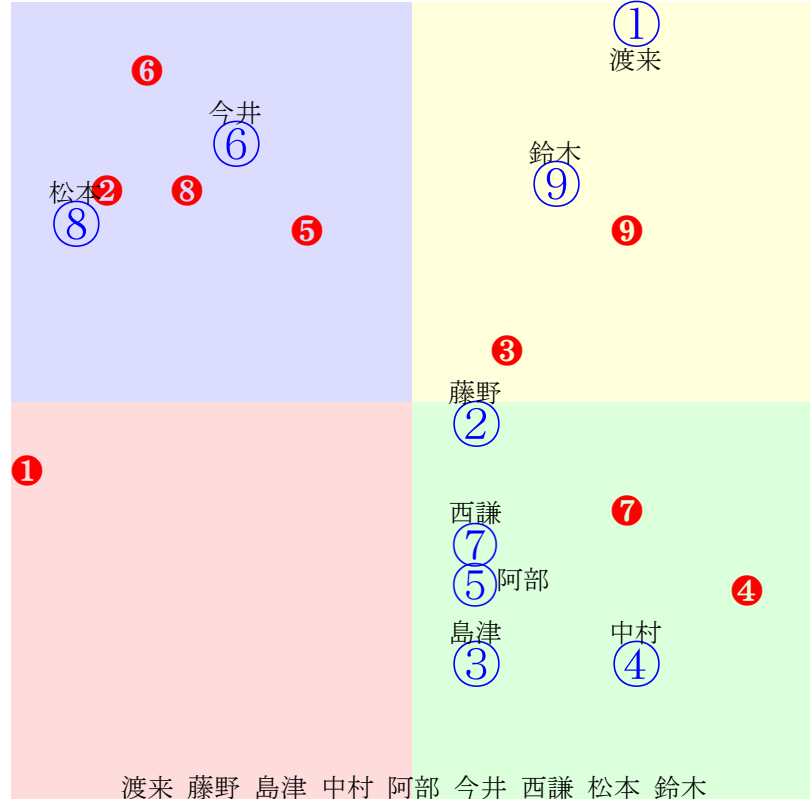 ①
渡来
❻
今井
⑥
鈴木
⑨
松本
❷
❽
⑧
❺
❾
❸
藤野
②
❶
西謙
❼
⑦
⑤
阿部
❹
島津
中村
③
④
渡来 藤野 島津 中村 阿部 今井 西謙 松本 鈴木